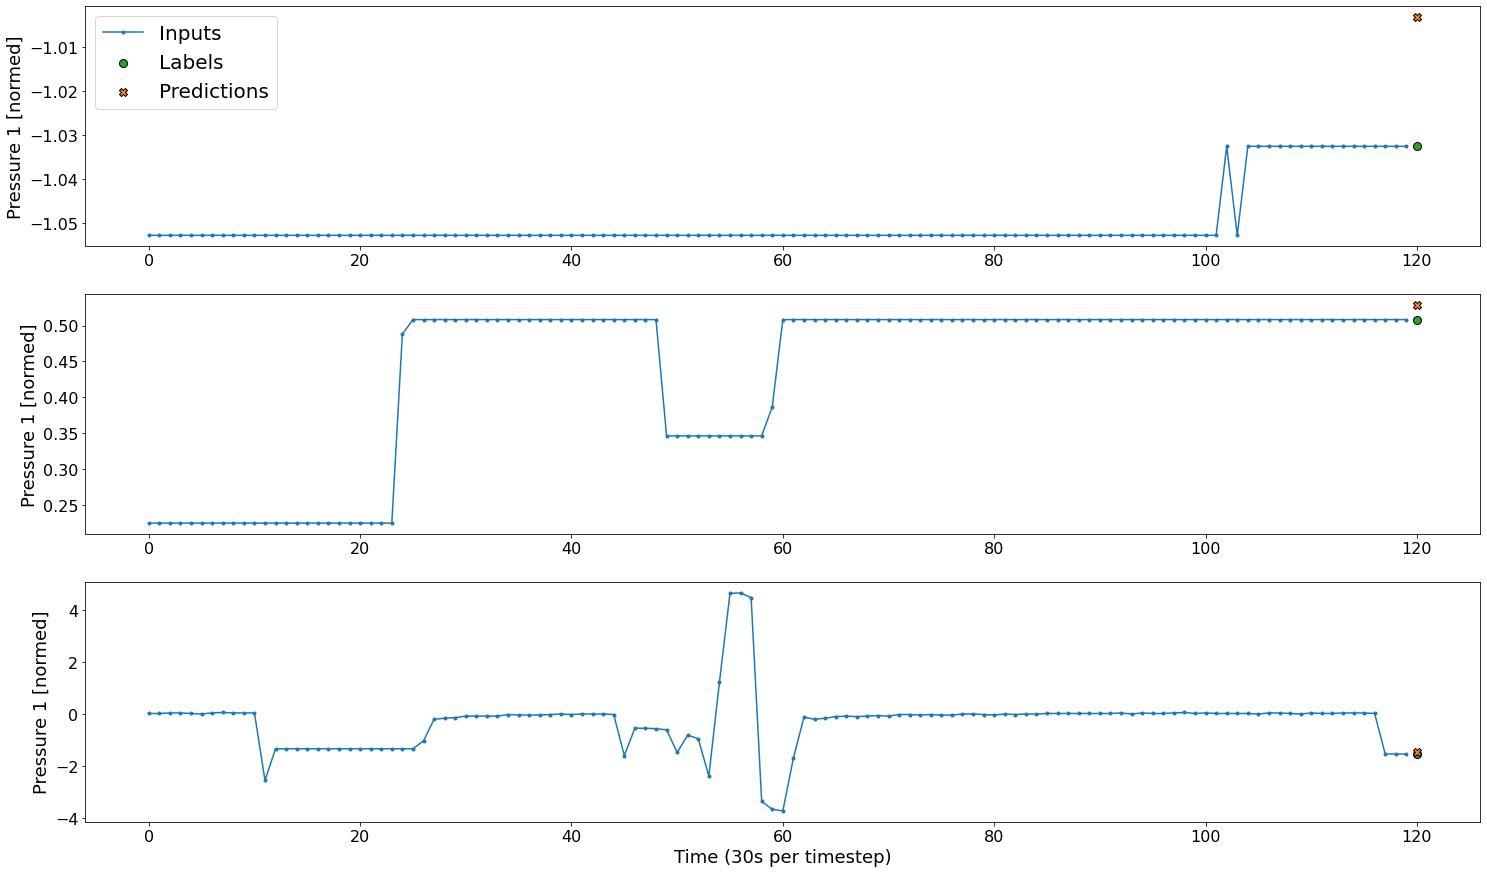 Pressure 1 [normed]
−1.01
−1.02
−1.03
−1.04
−1.05
Inputs
Labels
Predictions
0 20 40 60 80 100 120
Pressure 1 [normed]
0.50
0.45
0.40
0.35
0.30
0.25
0 20 40 60 80 100 120
Pressure 1 [normed]
4
2
0
−2
−4
0 20 40 60 80 100 120
Time (30s per timestep)